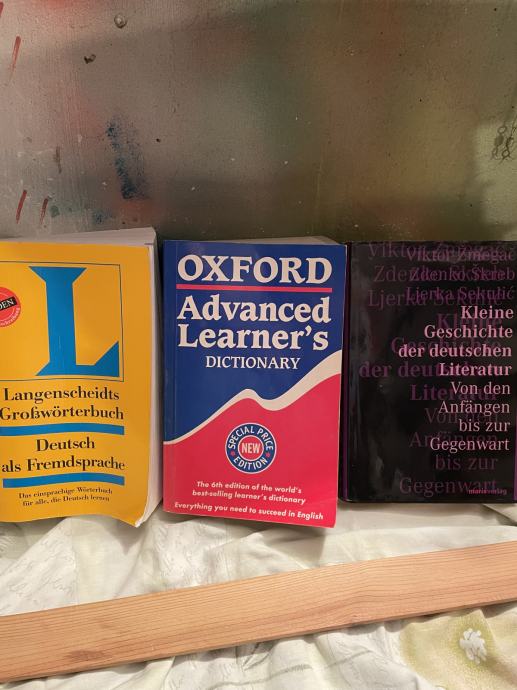 DEN
L
Langenscheidts
Großwörterbuch
Deutsch
als Fremdsprache
Das einsprachige Wörterbuch
für alle, die Deutsch lernen
OXFORD
Advanced
Learner's
DICTIONARY
SPECIAL PRICE
NEW
EDITION
The 6th edition of the world's
best-selling learner's dictionary
Everything you need to succeed in English
Viktor Žmegač
Zdenko Škreb
Ljerka Sekulić
Kleine
Geschichte
der deutschen
Literatur
Von den
Anfängen
bis zur
Gegenwart
marixverlag